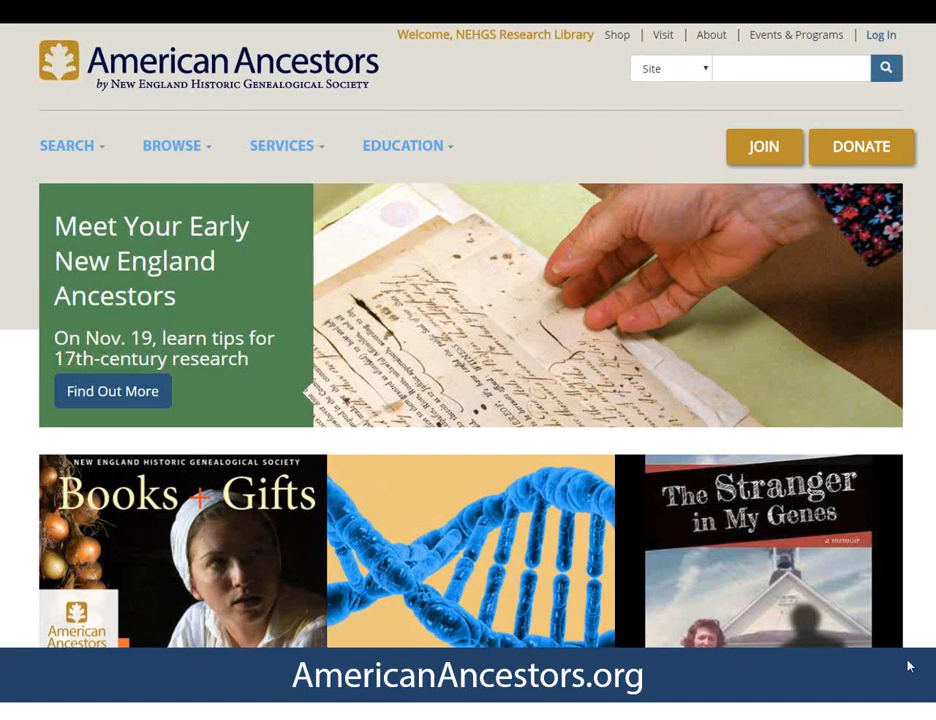 Welcome, NEHGS Research Library Shop | Visit | About | Events & Programs | Log In
American Ancestors
by NEW ENGLAND HISTORIC GENEALOGICAL SOCIETY
Site
SEARCH BROWSE SERVICES EDUCATION JOIN DONATE
Meet Your Early
New England
Ancestors
On Nov. 19, learn tips for
17th-century research
Find Out More
NEW ENGLAND HISTORIC GENEALOGICAL SOCIETY
Books + Gifts
American
Ancestors
The Stranger
in My Genes
a memoir
AmericanAncestors.org